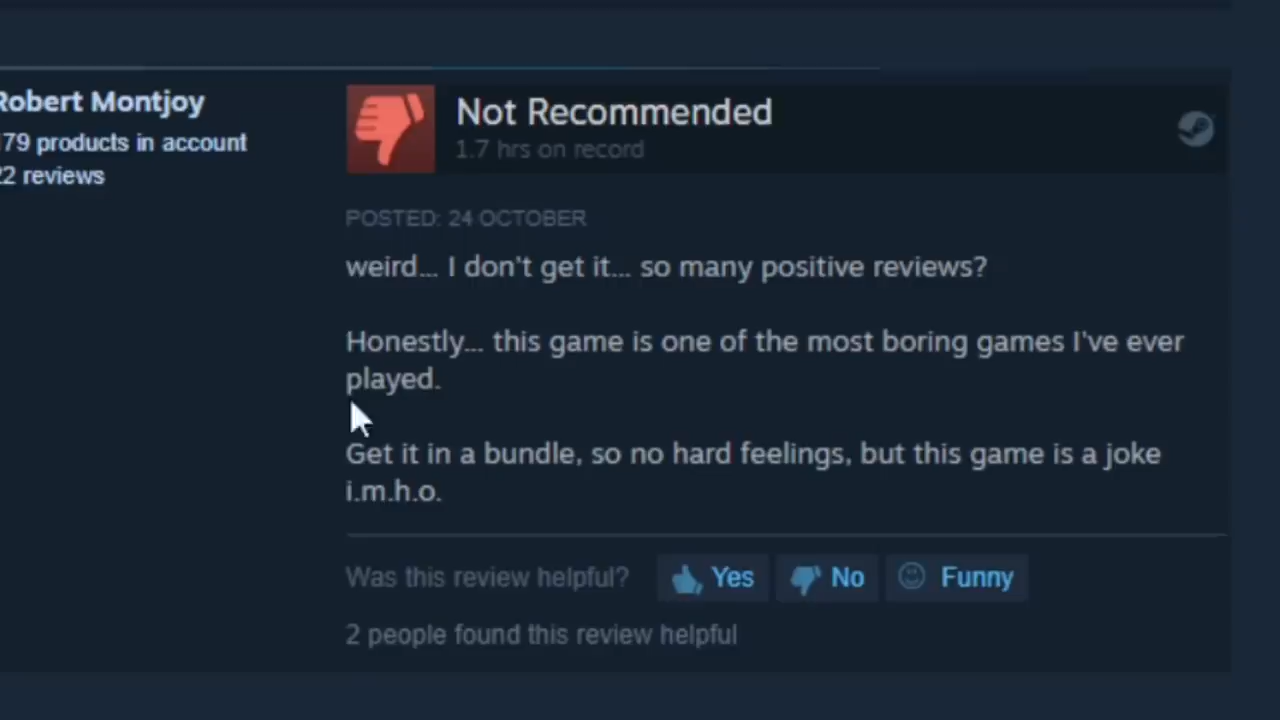 Robert Montjoy
79 products in account
22 reviews
Not Recommended
1.7 hrs on record
POSTED: 24 OCTOBER
weird... I don't get it... so many positive reviews?
Honestly... this game is one of the most boring games I've ever
played.
Get it in a bundle, so no hard feelings, but this game is a joke
i.m.h.o.
Was this review helpful? Yes No Funny
2 people found this review helpful